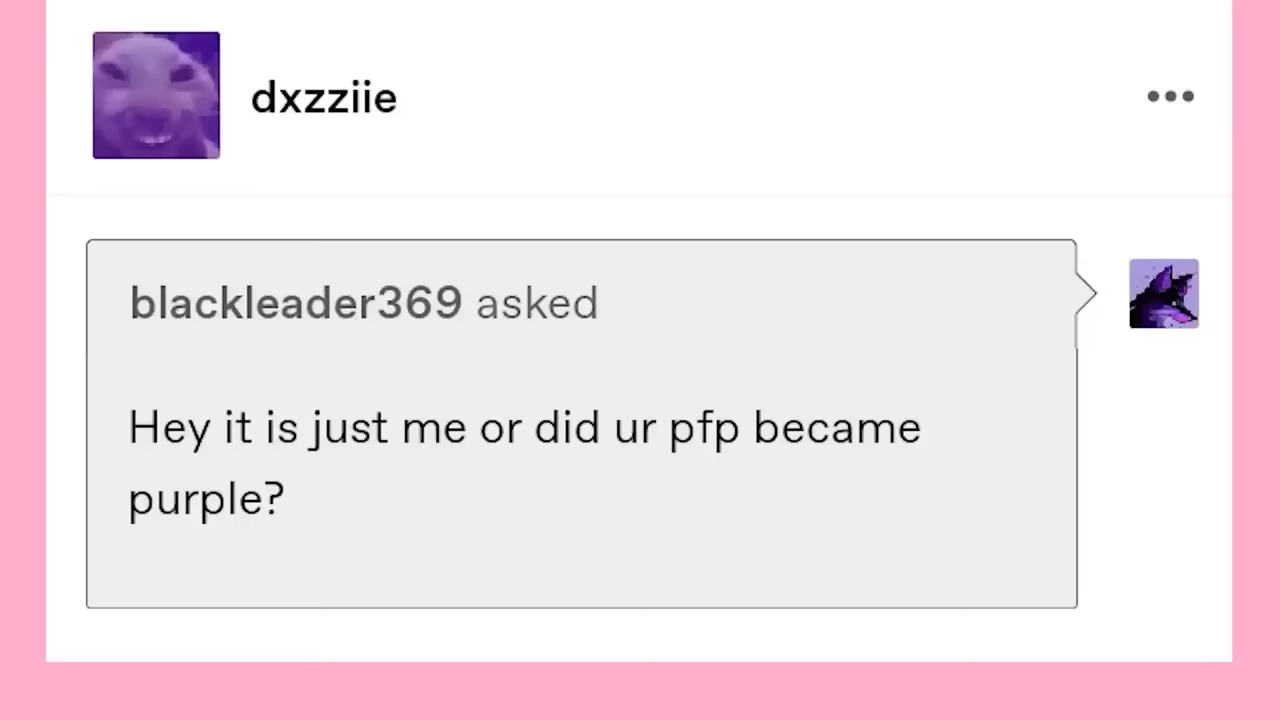 dxzziie
blackleader369 asked
Hey it is just me or did ur pfp became
purple?